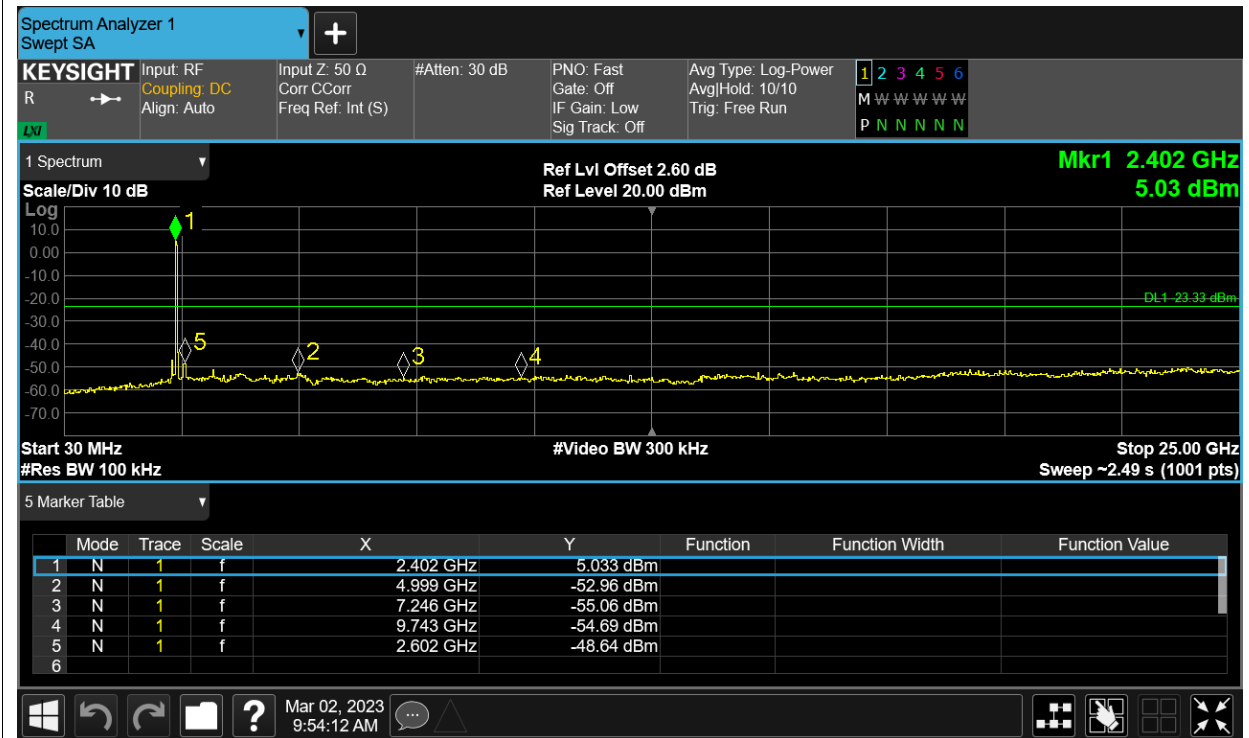 Spectrum Analyzer 1
Swept SA
KEYSIGHT
R
LXI
Input: RF
Coupling: DC
Align: Auto
Input Z: 50 Ω
Corr CCorr
Freq Ref: Int (S)
#Atten: 30 dB
PNO: Fast
Gate: Off
IF Gain: Low
Sig Track: Off
Avg Type: Log-Power
Avg|Hold: 10/10
Trig: Free Run
1 2 3 4 5 6
M W W W W W
P N N N N N
1 Spectrum
Scale/Div 10 dB
Ref Lvl Offset 2.60 dB
Ref Level 20.00 dBm
Mkr1 2.402 GHz
5.03 dBm
Log
10.0
0.00
-10.0
-20.0
-30.0
-40.0
-50.0
-60.0
-70.0
1
5
2
3
4
DL1 -23.33 dBm
Start 30 MHz
#Res BW 100 kHz
#Video BW 300 kHz
Stop 25.00 GHz
Sweep ~2.49 s (1001 pts)
5 Marker Table
Mode Trace Scale X Y Function Function Width Function Value
1 N 1 f 2.402 GHz 5.033 dBm
2 N 1 f 4.999 GHz -52.96 dBm
3 N 1 f 7.246 GHz -55.06 dBm
4 N 1 f 9.743 GHz -54.69 dBm
5 N 1 f 2.602 GHz -48.64 dBm
6
?
Mar 02, 2023
9:54:12 AM